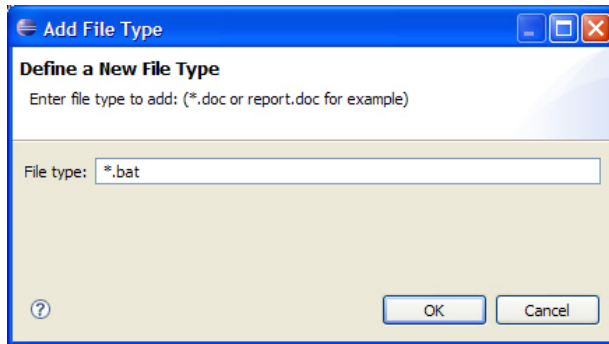 Add File Type
Define a New File Type
Enter file type to add: (*.doc or report.doc for example)
File type: *.bat
? OK Cancel